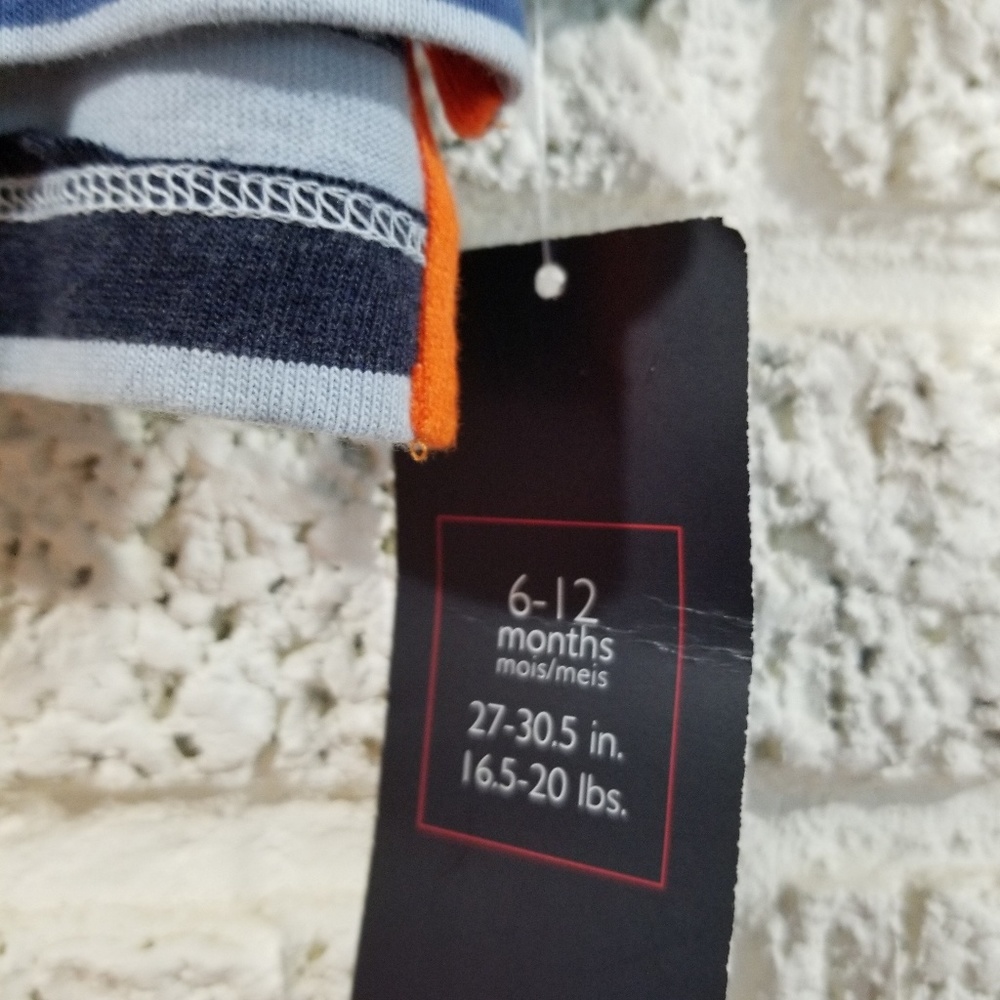 6-12
months
mois/meis
27-30.5 in.
16.5-20 lbs.